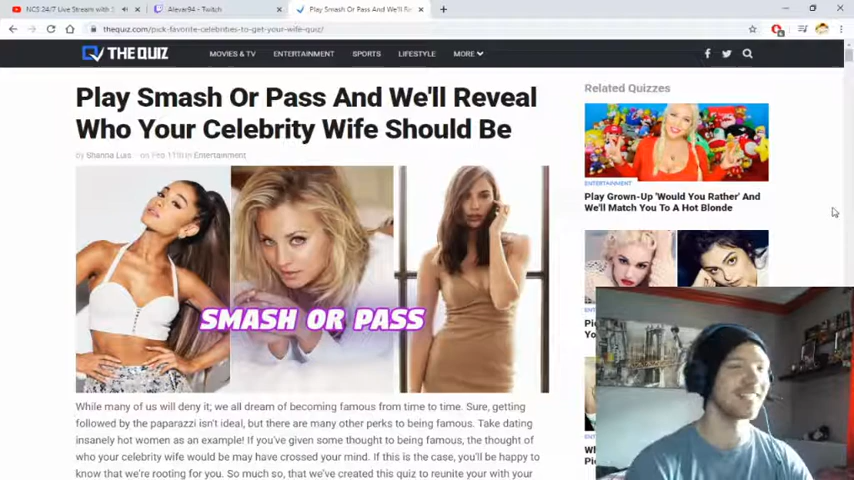 NCS 24/7 Live Stream with
Alevar94 - Twitch
Play Smash Or Pass And We'll Re
thequiz.com/pick-favorite-celebrities-to-get-your-wife-quiz/
THEQUIZ
MOVIES & TV
ENTERTAINMENT
SPORTS
LIFESTYLE
MORE
Play Smash Or Pass And We'll Reveal
Who Your Celebrity Wife Should Be
by Shanna Luis - on Feb 11th in Entertainment
SMASH OR PASS
While many of us will deny it; we all dream of becoming famous from time to time. Sure, getting
followed by the paparazzi isn't ideal, but there are many other perks to being famous. Take dating
insanely hot women as an example! If you've given some thought to being famous, the thought of
who your celebrity wife would be may have crossed your mind. If this is the case, you'll be happy to
know that we're rooting for you. So much so, that we've created this quiz to reunite your with your
Related Quizzes
ENTERTAINMENT
Play Grown-Up 'Would You Rather' And
We'll Match You To A Hot Blonde